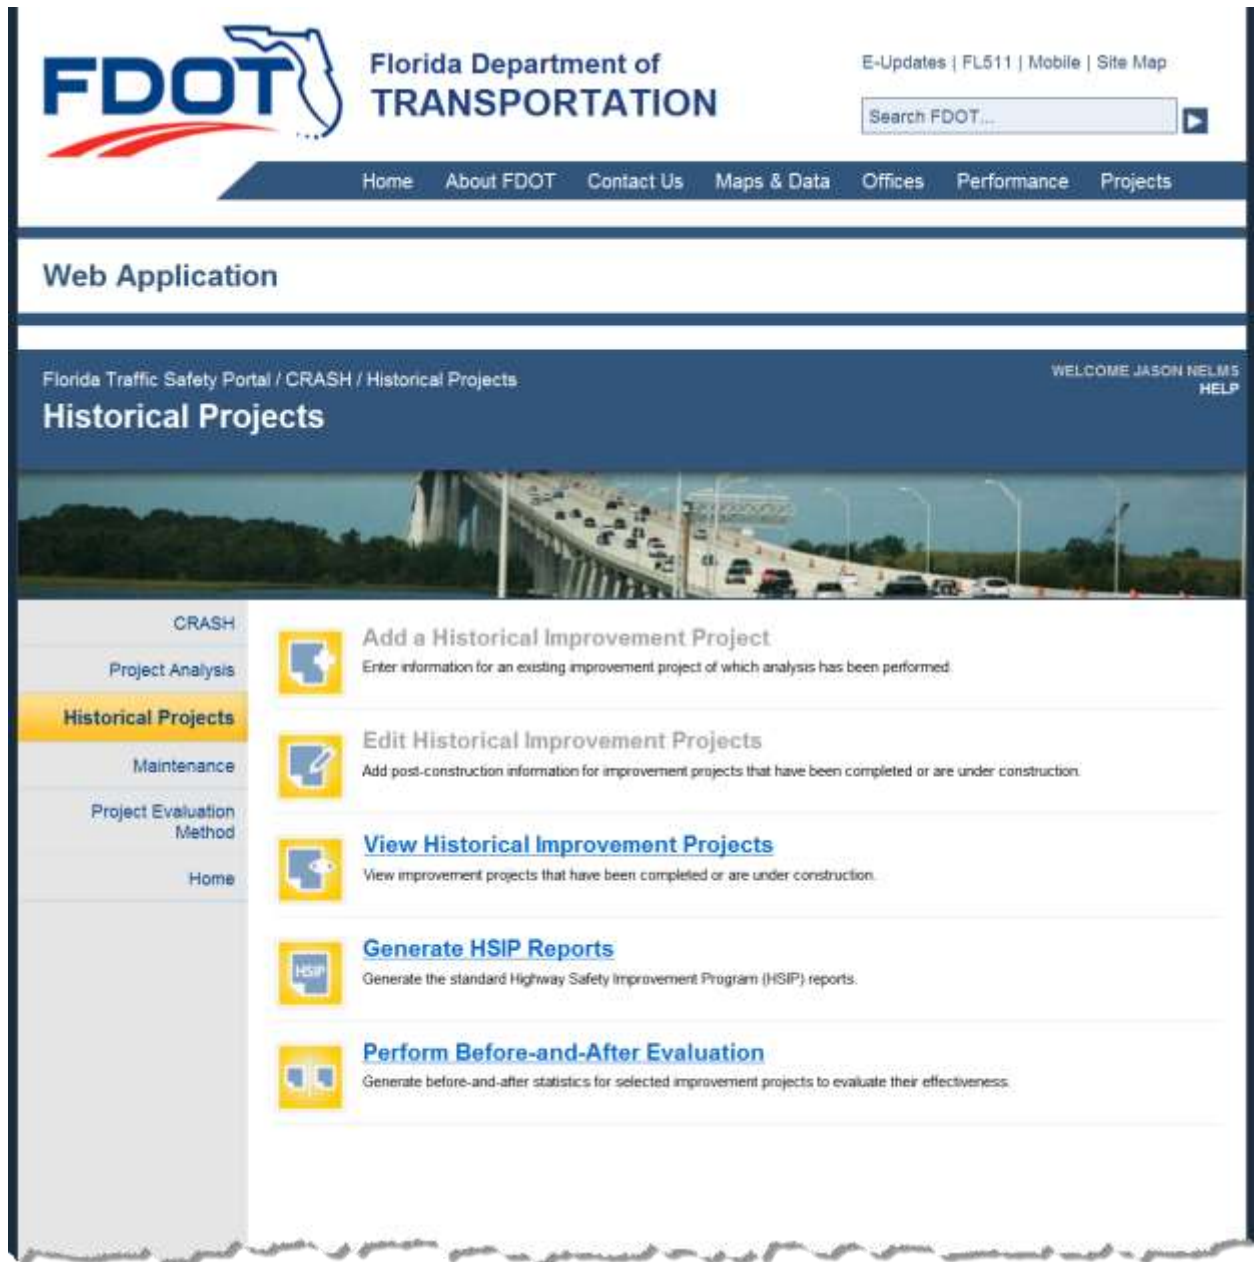 FDOT
Florida Department of
TRANSPORTATION
E-Updates | FL511 | Mobile | Site Map
Search FDOT...
Home About FDOT Contact Us Maps & Data Offices Performance Projects
Web Application
Florida Traffic Safety Portal / CRASH / Historical Projects
WELCOME JASON NELMS
HELP
Historical Projects
CRASH
Project Analysis
Historical Projects
Maintenance
Project Evaluation
Method
Home
Add a Historical Improvement Project
Enter information for an existing improvement project of which analysis has been performed.
Edit Historical Improvement Projects
Add post-construction information for improvement projects that have been completed or are under construction.
View Historical Improvement Projects
View improvement projects that have been completed or are under construction.
HSIP
Generate HSIP Reports
Generate the standard Highway Safety Improvement Program (HSIP) reports.
Perform Before-and-After Evaluation
Generate before-and-after statistics for selected improvement projects to evaluate their effectiveness.